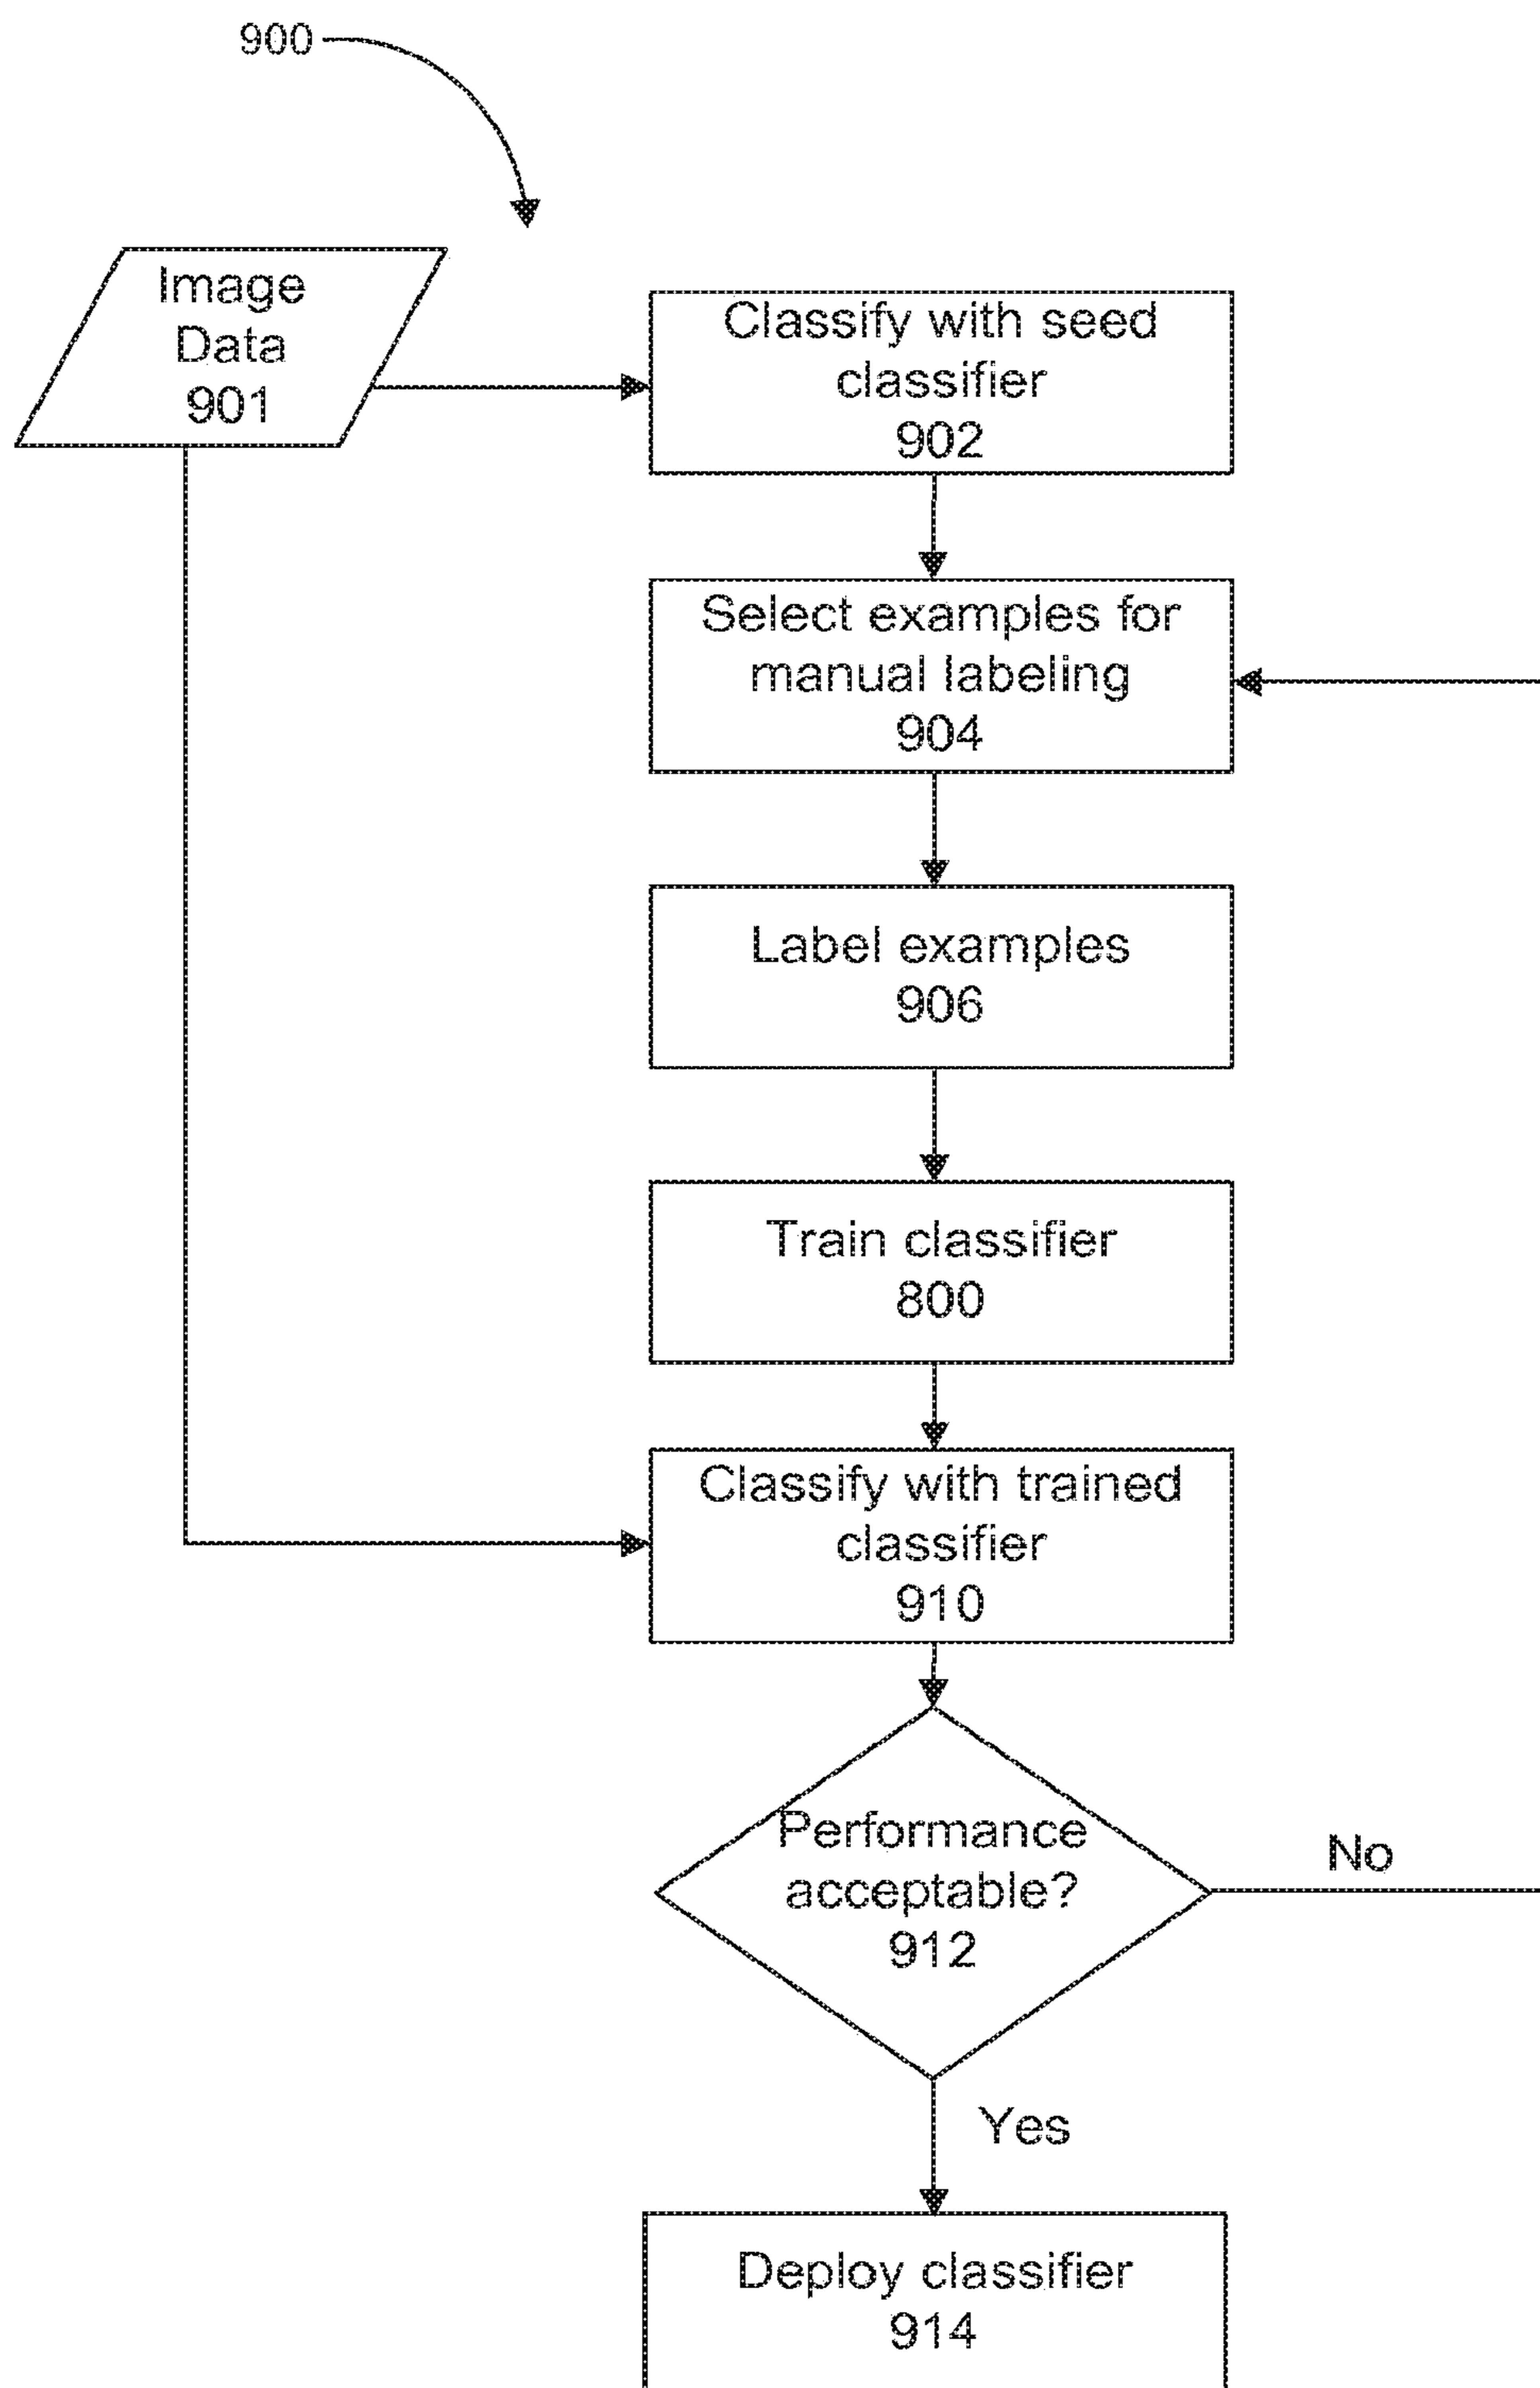 900
Image
Data
901
Classify with seed
classifier
902
Select examples for
manual labeling
904
Label examples
906
Train classifier
800
Classify with trained
classifier
910
Performance
acceptable?
912
No
Yes
Deploy classifier
914